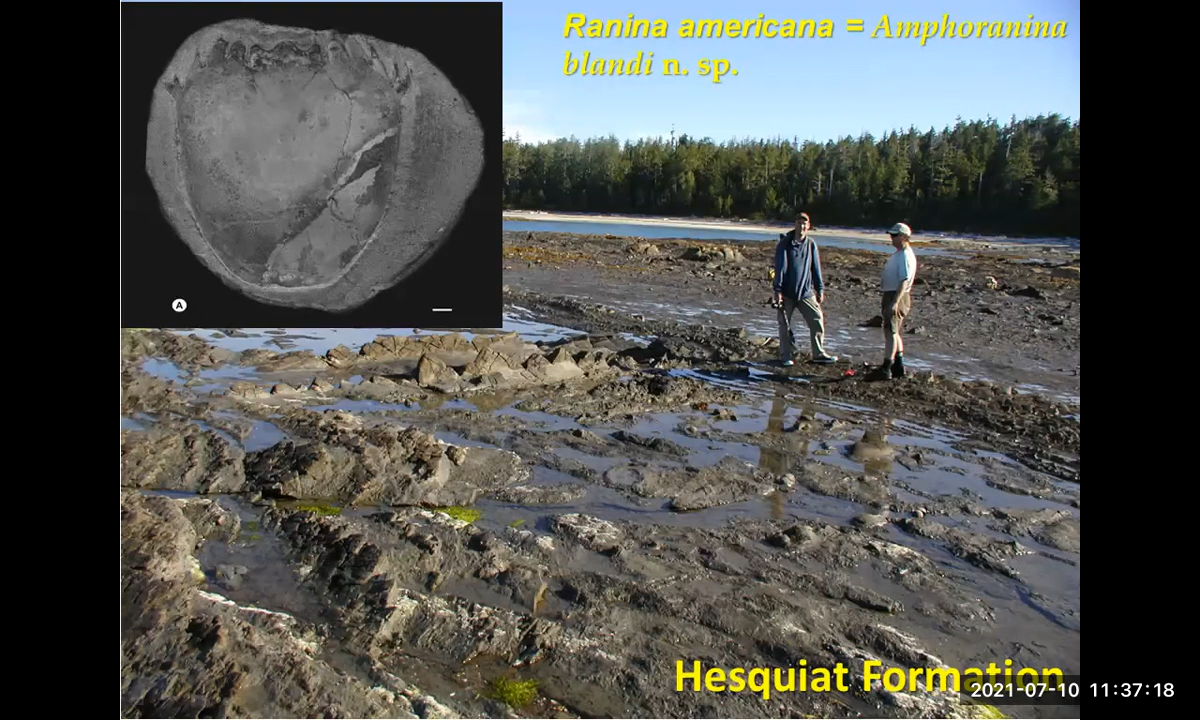 Ranina americana = Amphoranina
blandi n. sp.
A
Hesquiat Formation
2021-07-10 11:37:18